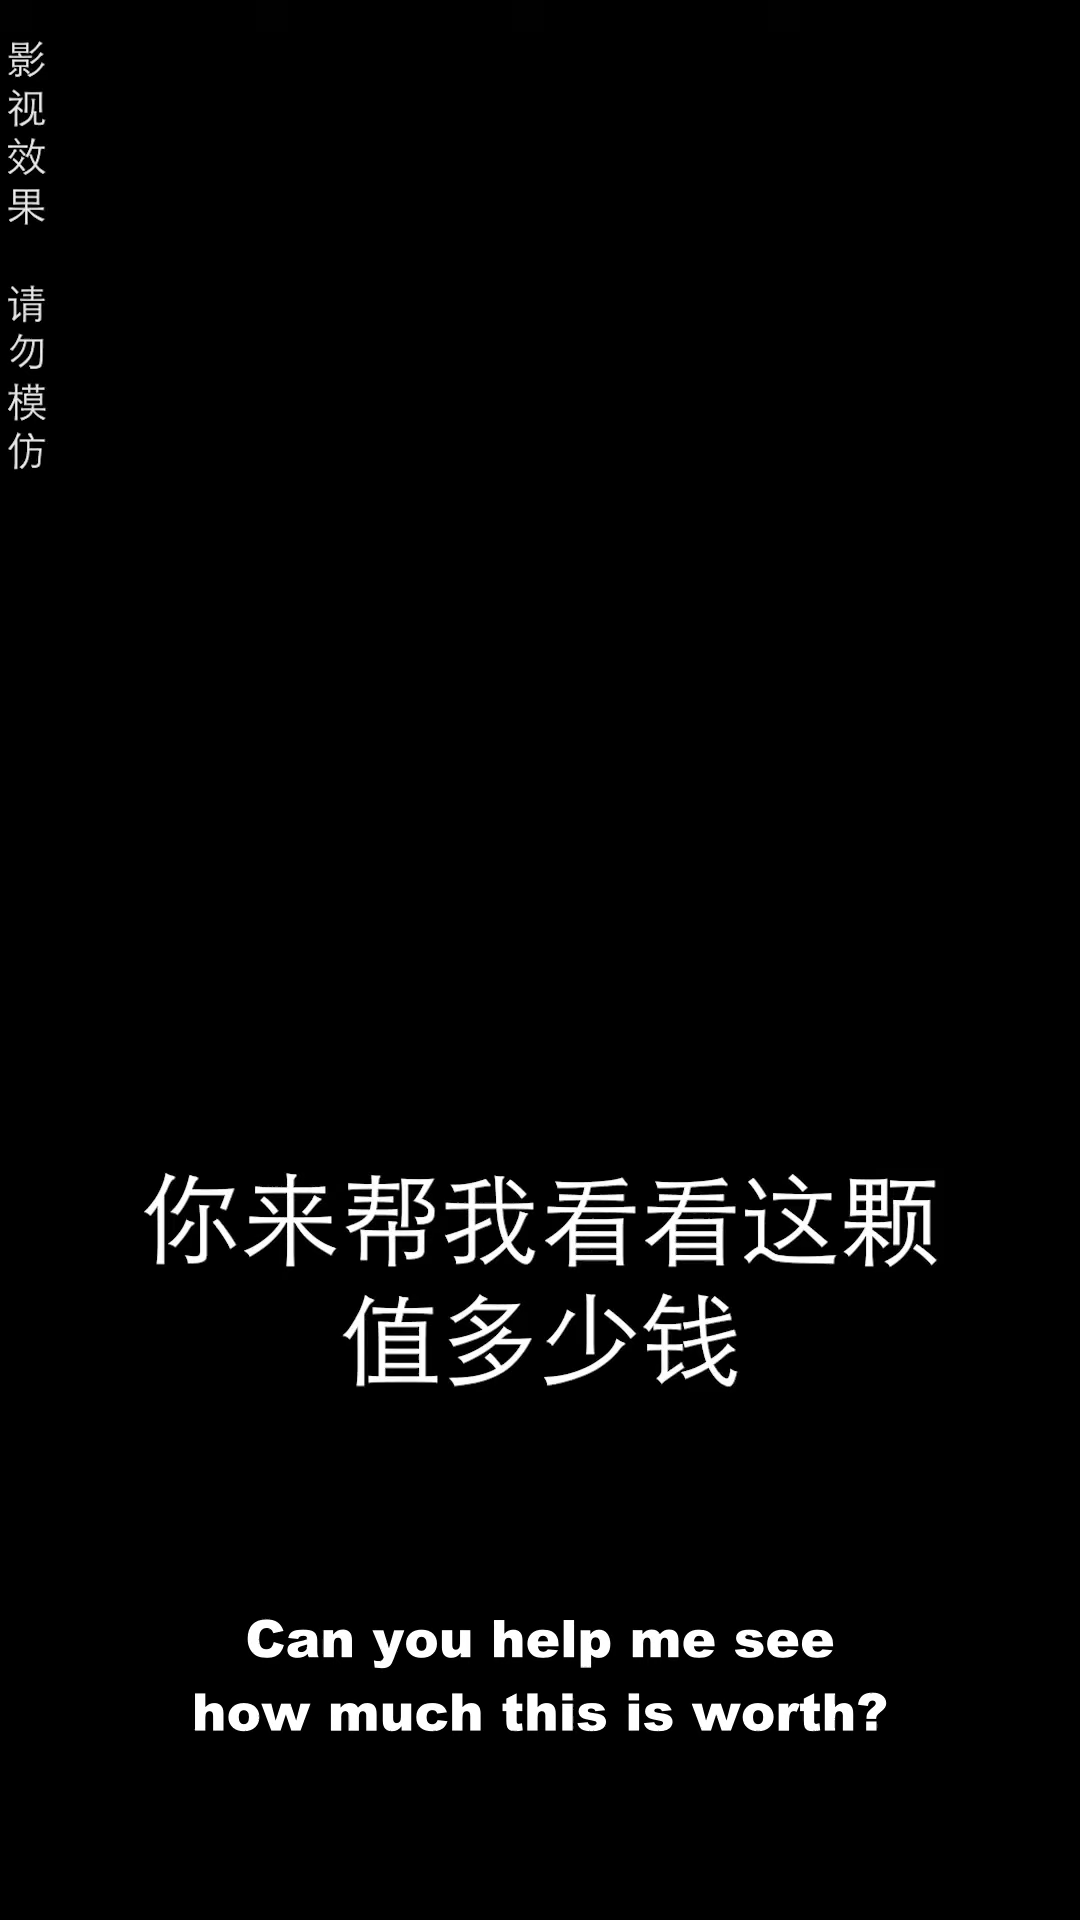 影视效果 请勿模仿
你来帮我看看这颗
值多少钱
Can you help me see
how much this is worth?